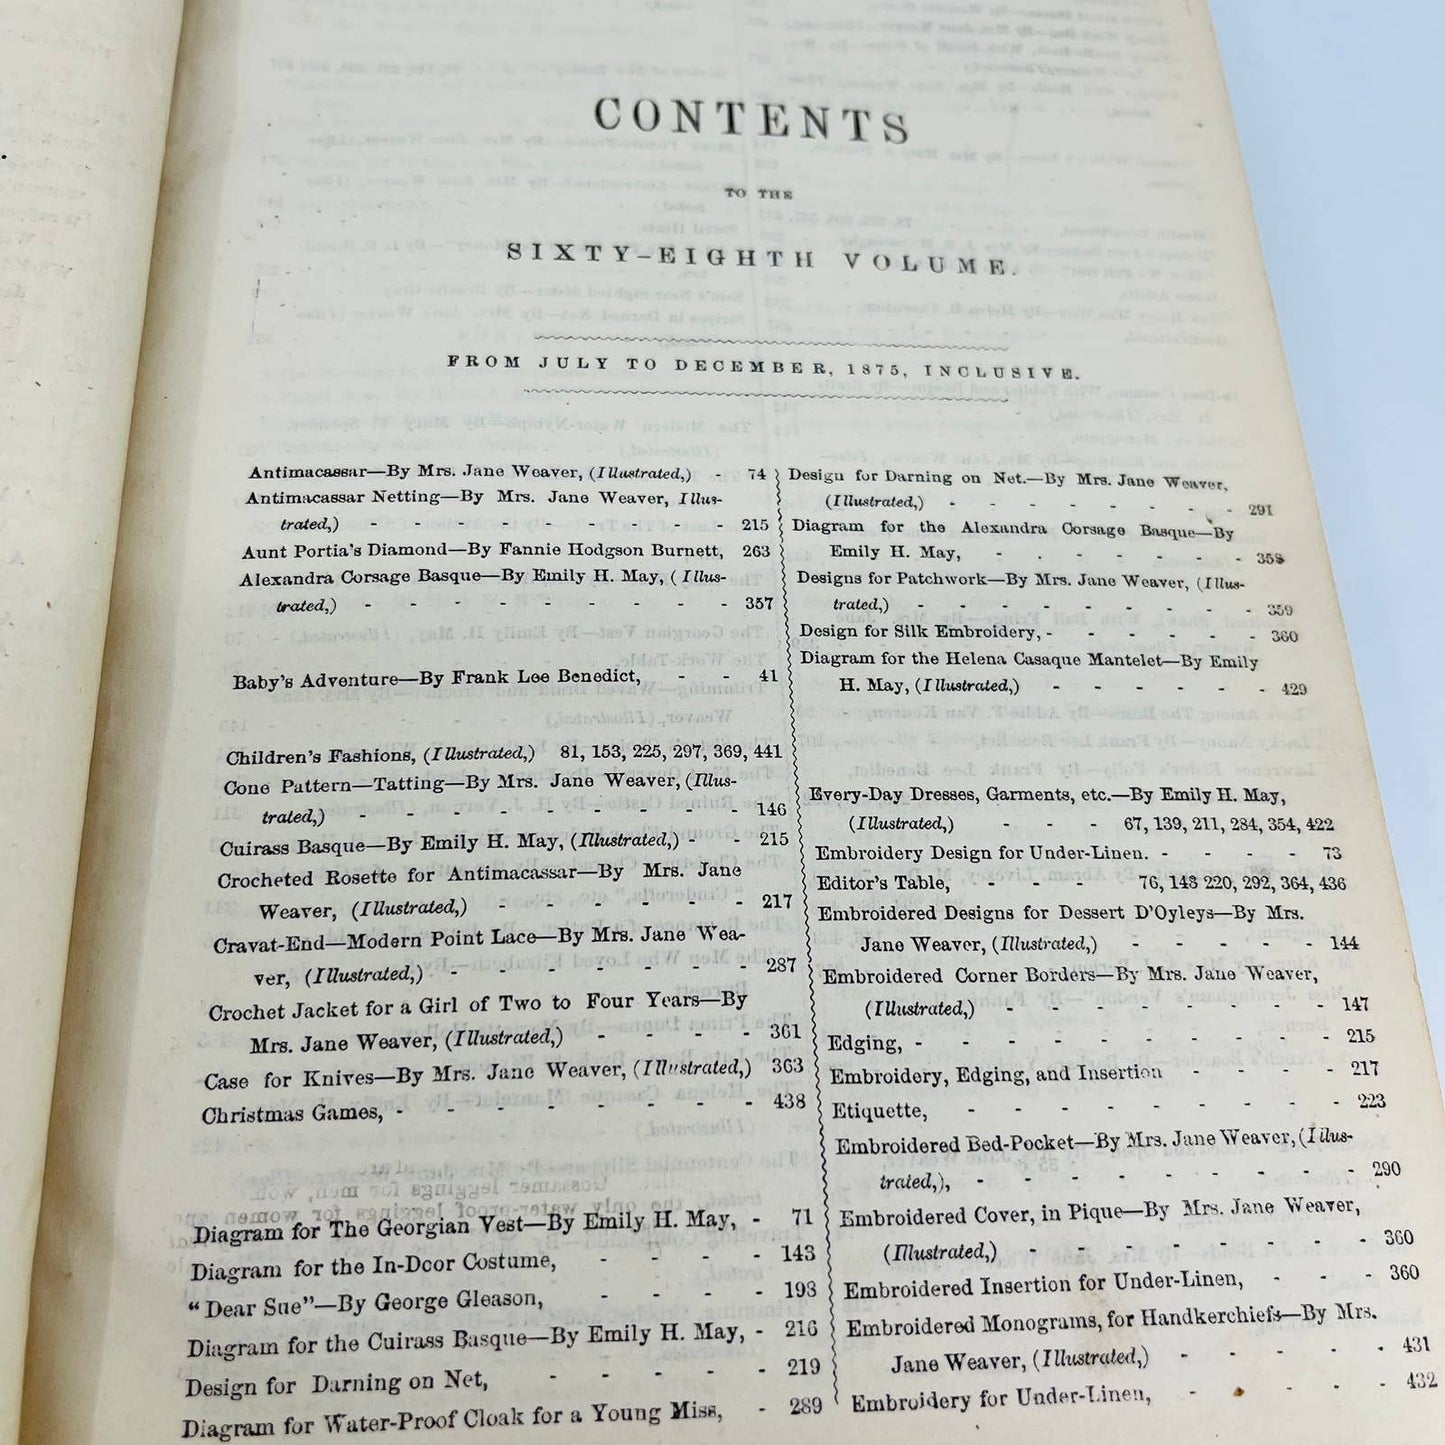 CONTENTS
TO THE
SIXTY-EIGHTH VOLUME.
FROM JULY TO DECEMBER, 1875, INCLUSIVE.
Antimacassar—By Mrs. Jane Weaver, (Illustrated,) - 74
Antimacassar Netting—By Mrs. Jane Weaver, Illus-
trated,) - - - - - - - - - 215
Aunt Portia's Diamond—By Fannie Hodgson Burnett, 263
Alexandra Corsage Basque—By Emily H. May, (Illus-
trated,) - - - - - - - - - 357
Baby's Adventure—By Frank Lee Benedict, - - 41
Children's Fashions, (Illustrated,) 81, 153, 225, 297, 369, 441
Cone Pattern—Tatting—By Mrs. Jane Weaver, (Illus-
trated,) - - - - - - - - - 146
Cuirass Basque—By Emily H. May, (Illustrated,) - - 215
Crocheted Rosette for Antimacassar—By Mrs. Jane
Weaver, (Illustrated,) - - - - - - 217
Cravat-End—Modern Point Lace—By Mrs. Jane Wea-
ver, (Illustrated,) - - - - - - - 287
Crochet Jacket for a Girl of Two to Four Years—By
Mrs. Jane Weaver, (Illustrated,) - - - - 361
Case for Knives—By Mrs. Jane Weaver, (Illustrated,) 363
Christmas Games, - - - - - - - - 438
Diagram for The Georgian Vest—By Emily H. May, - 71
Diagram for the In-Door Costume, - - - - 143
"Dear Sue"—By George Gleason, - - - - 193
Diagram for the Cuirass Basque—By Emily H. May, - 216
Design for Darning on Net, - - - - - 219
Diagram for Water-Proof Cloak for a Young Miss, - 289
Design for Darning on Net.—By Mrs. Jane Weaver,
(Illustrated,) - - - - - - - - 291
Diagram for the Alexandra Corsage Basque—By
Emily H. May, - - - - - - - 358
Designs for Patchwork—By Mrs. Jane Weaver, (Illus-
trated,) - - - - - - - - - 359
Design for Silk Embroidery, - - - - - - 360
Diagram for the Helena Casaque Mantelet—By Emily
H. May, (Illustrated,) - - - - - - 429
Every-Day Dresses, Garments, etc.—By Emily H. May,
(Illustrated,) - - - 67, 139, 211, 284, 354, 422
Embroidery Design for Under-Linen. - - - - 73
Editor's Table, - - - 76, 148 220, 292, 364, 436
Embroidered Designs for Dessert D'Oyleys—By Mrs.
Jane Weaver, (Illustrated,) - - - - - 144
Embroidered Corner Borders—By Mrs. Jane Weaver,
(Illustrated,) - - - - - - - - 147
Edging, - - - - - - - - - - 215
Embroidery, Edging, and Insertion - - - - 217
Etiquette, - - - - - - - - - 223
Embroidered Bed-Pocket—By Mrs. Jane Weaver, (Illus-
trated,), - - - - - - - - - 290
Embroidered Cover, in Pique—By Mrs. Jane Weaver,
(Illustrated,) - - - - - - - - 360
Embroidered Insertion for Under-Linen, - - - 360
Embroidered Monograms, for Handkerchiefs—By Mrs.
Jane Weaver, (Illustrated,) - - - - - 431
Embroidery for Under-Linen, - - - - - 432